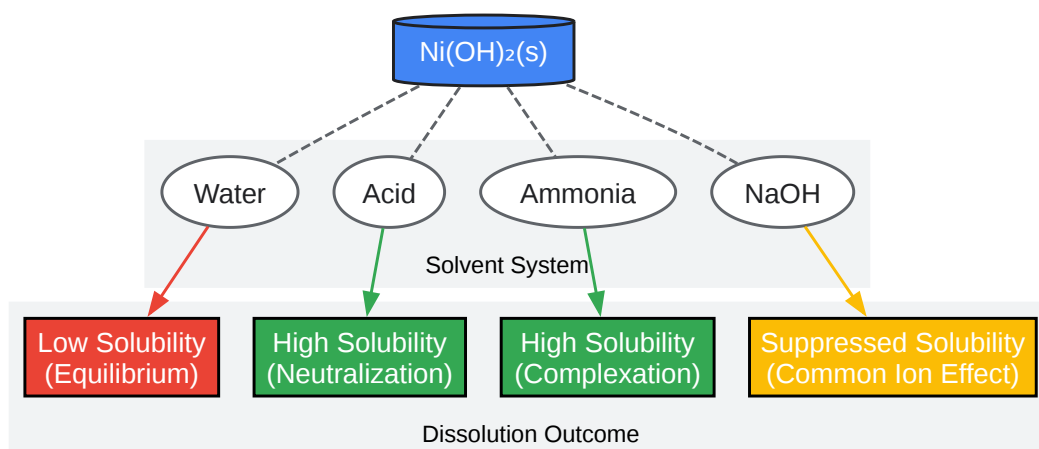 Ni(OH)₂(s)
Water
Acid
Ammonia
NaOH
Solvent System
Low Solubility
(Equilibrium)
High Solubility
(Neutralization)
High Solubility
(Complexation)
Suppressed Solubility
(Common Ion Effect)
Dissolution Outcome